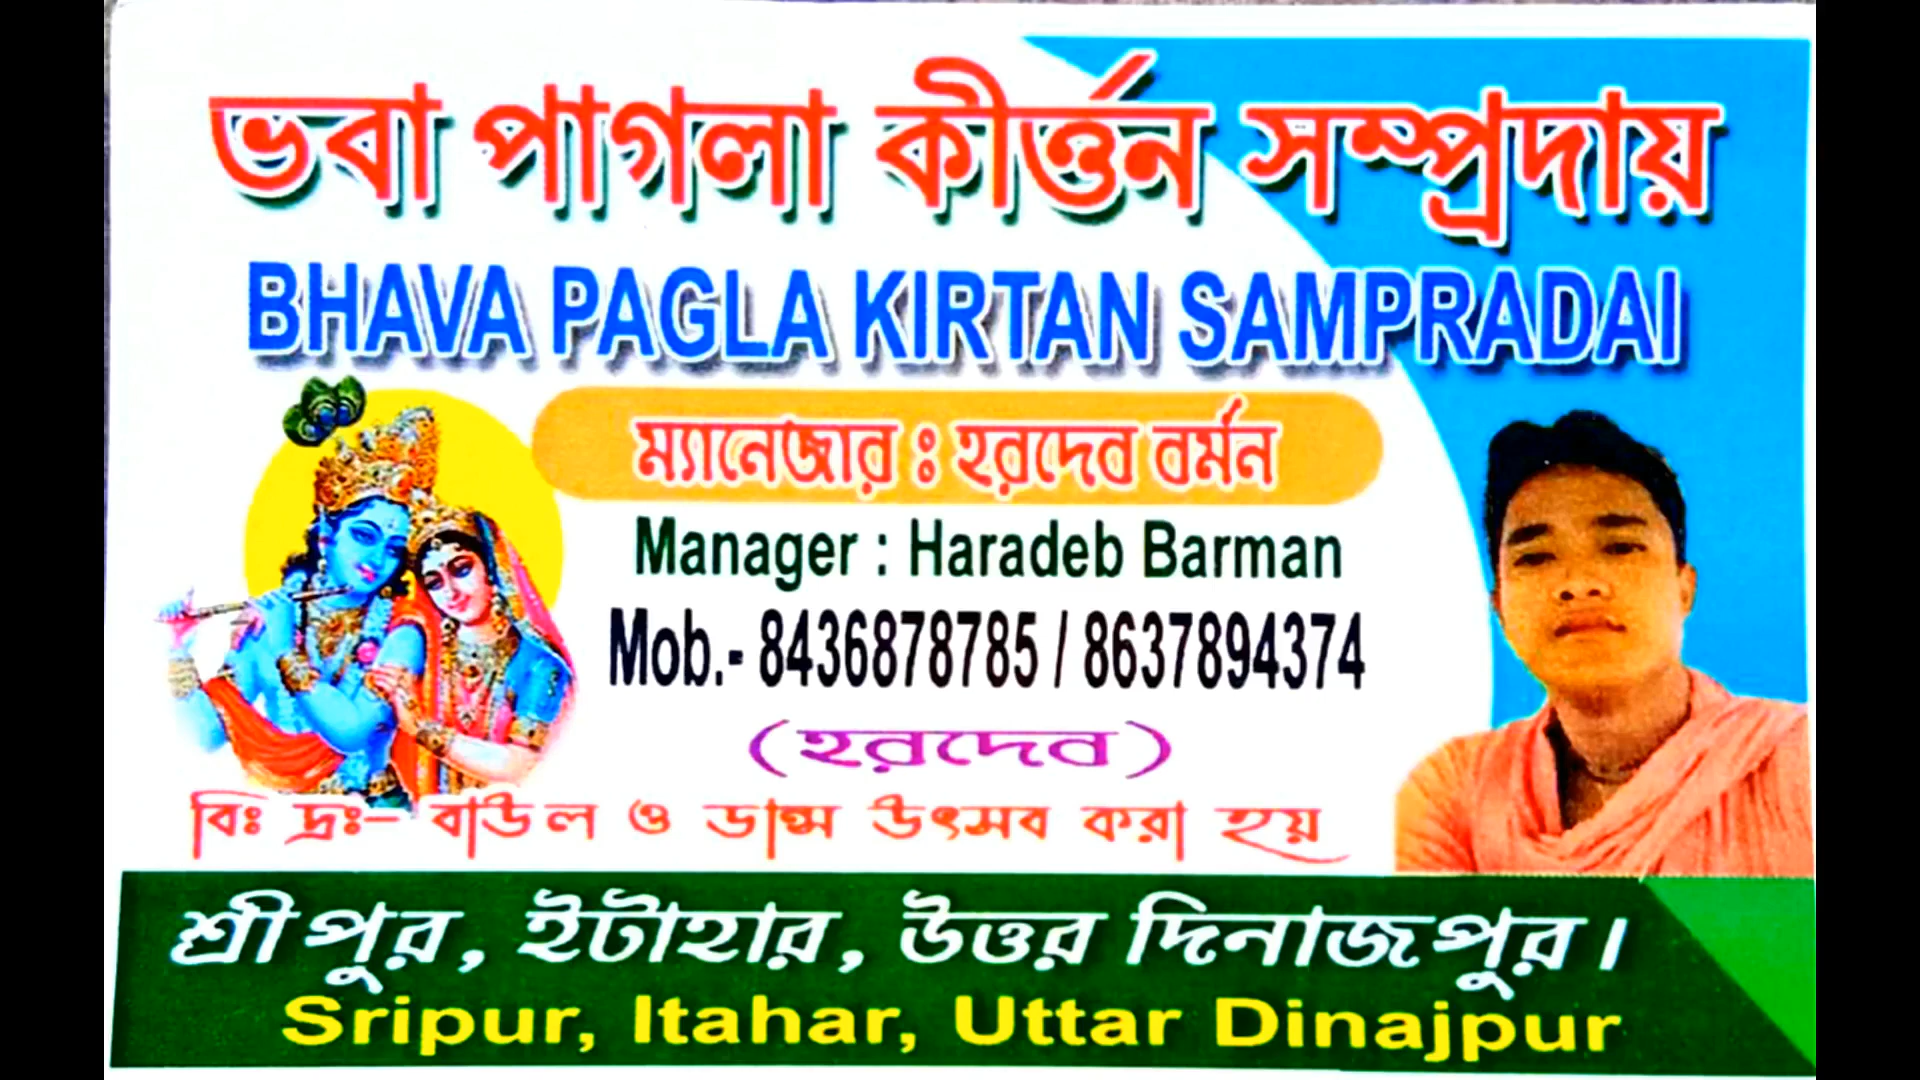 ভবা পাগলা কীর্ত্তন সম্প্রদায়
BHAVA PAGLA KIRTAN SAMPRADAI
ম্যানেজার ঃ হরদেব বর্মন
Manager : Haradeb Barman
Mob.- 8436878785 / 8637894374
(হরদেব)
বিঃ দ্রঃ- বাউল ও ডান্স উৎসব করা হয়
শ্রীপুর, ইটাহার, উত্তর দিনাজপুর।
Sripur, Itahar, Uttar Dinajpur